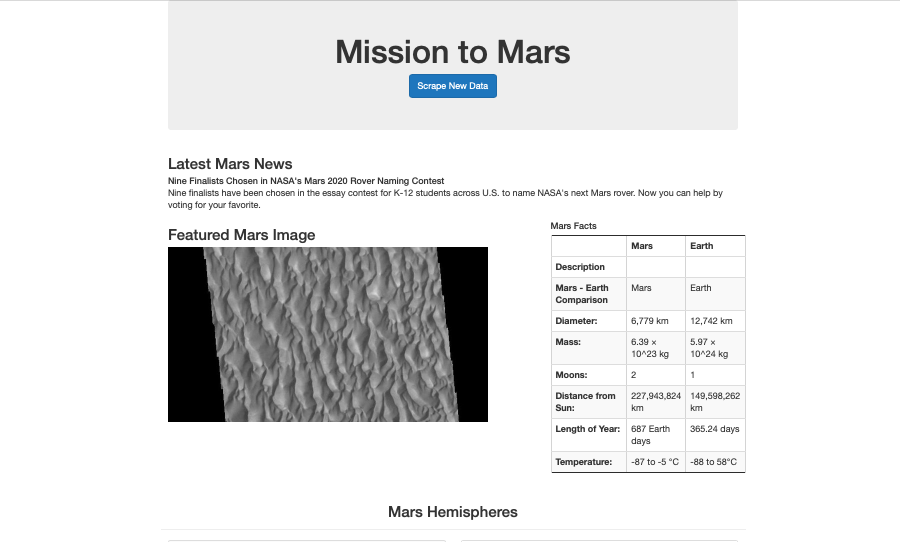 Mission to Mars
Scrape New Data
Latest Mars News
Nine Finalists Chosen in NASA's Mars 2020 Rover Naming Contest
Nine finalists have been chosen in the essay contest for K-12 students across U.S. to name NASA's next Mars rover. Now you can help by
voting for your favorite.
Featured Mars Image
Mars Facts
Mars Earth
Description
Mars - Earth Comparison Mars Earth
Diameter: 6,779 km 12,742 km
Mass: 6.39 × 10^23 kg 5.97 × 10^24 kg
Moons: 2 1
Distance from Sun: 227,943,824 km 149,598,262 km
Length of Year: 687 Earth days 365.24 days
Temperature: -87 to -5 °C -88 to 58°C
Mars Hemispheres